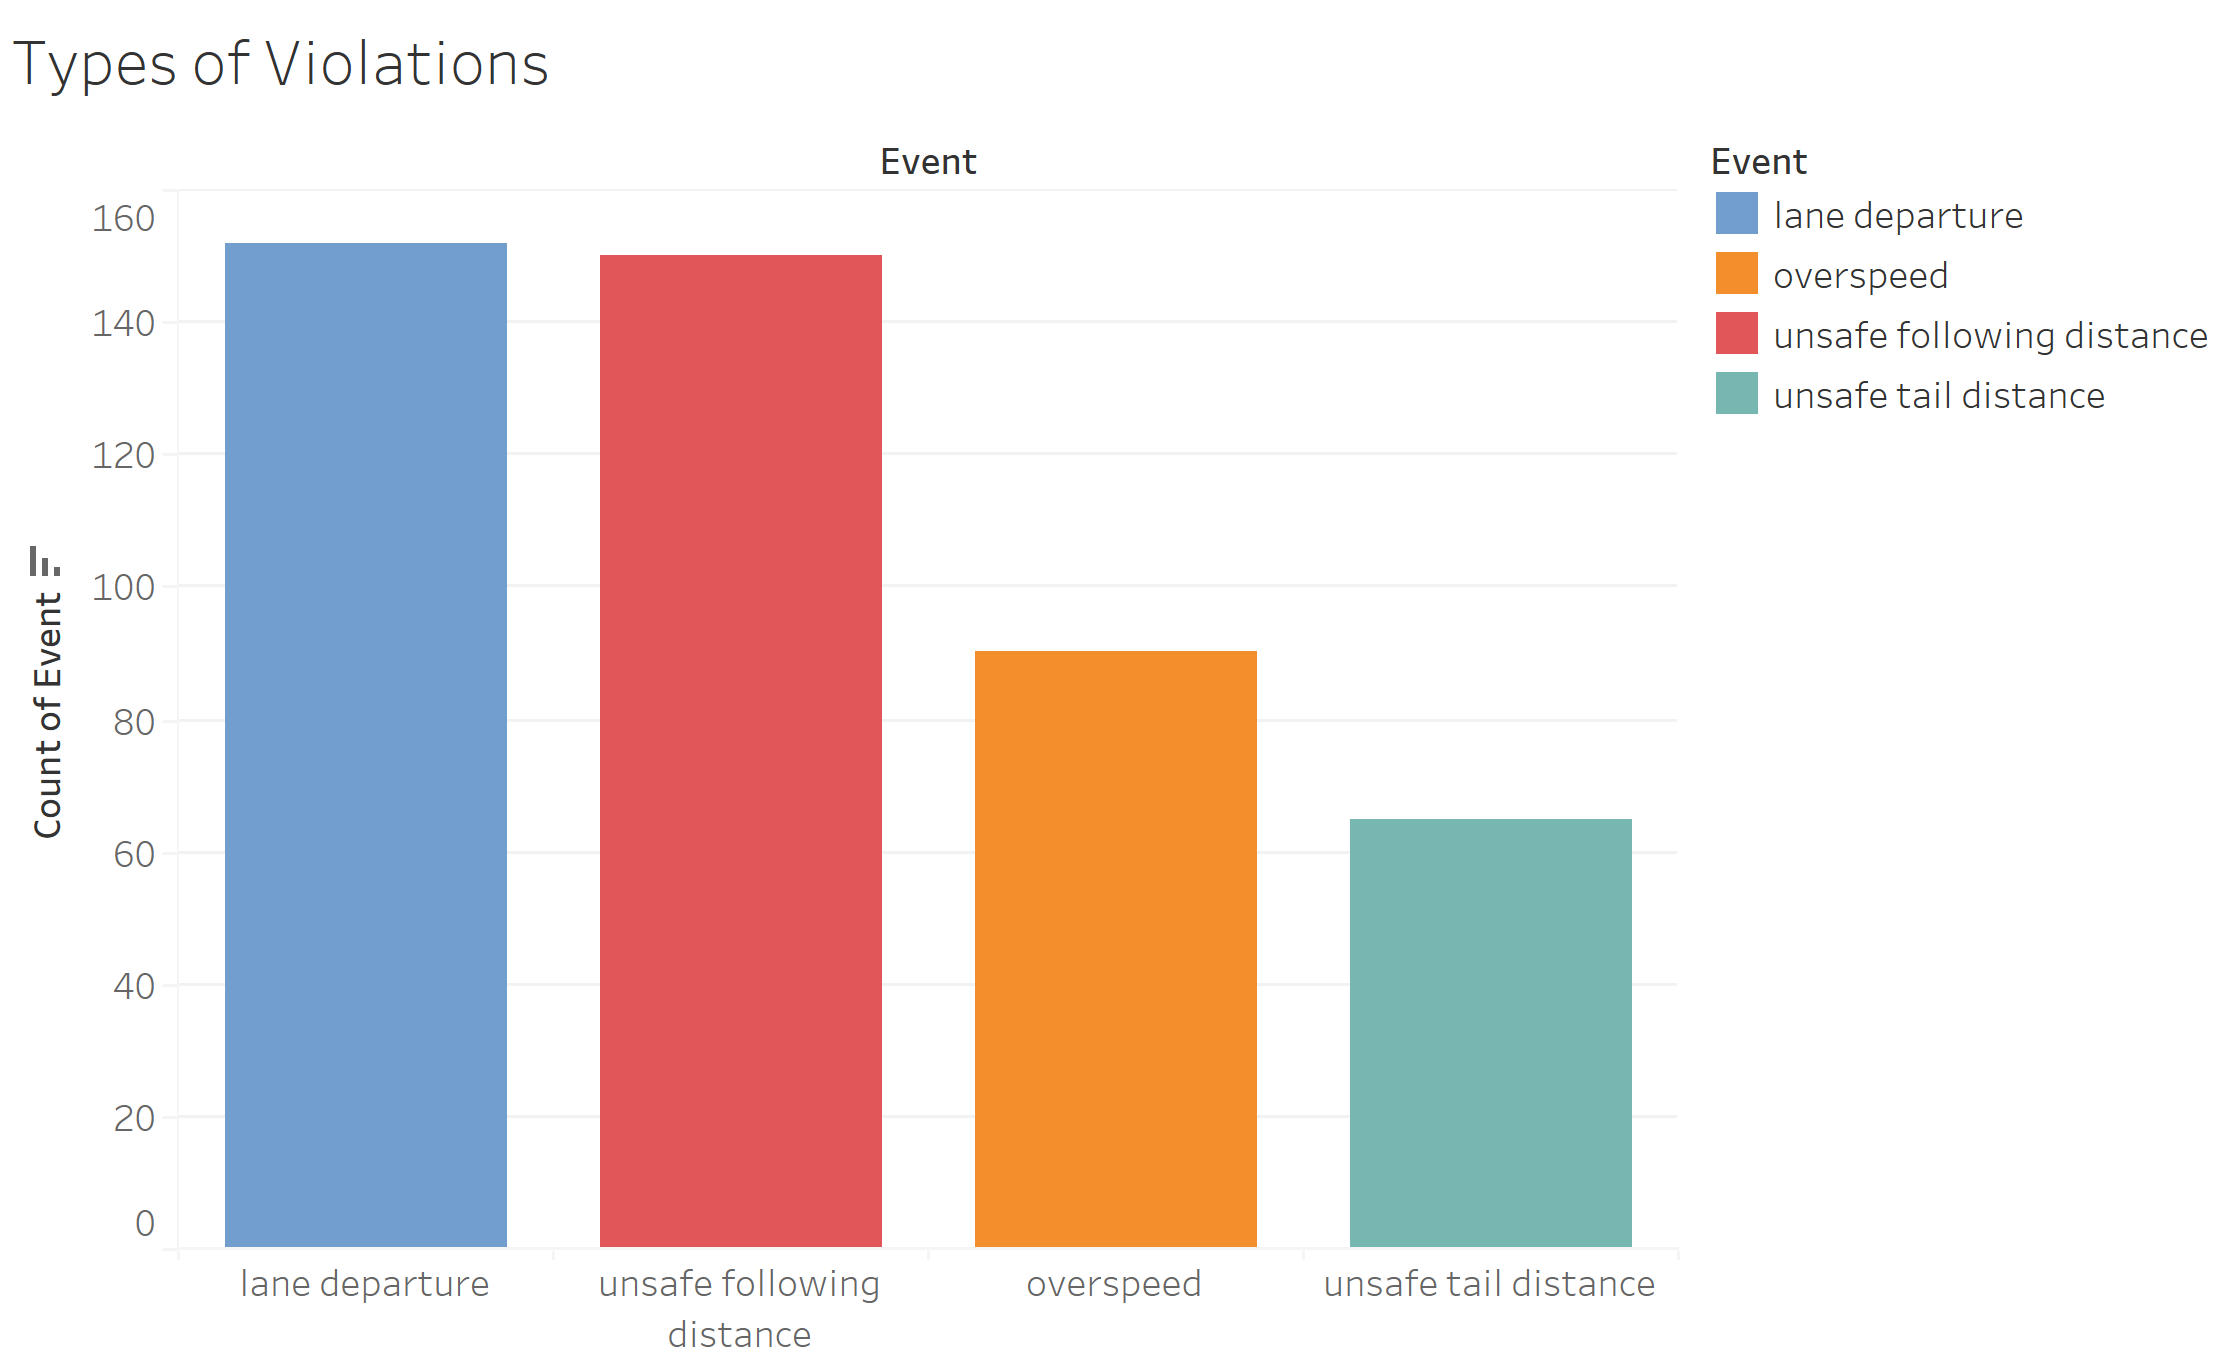 Types of Violations
Event
Event
lane departure
overspeed
unsafe following distance
unsafe tail distance
160
140
120
100
80
60
40
20
0
Count of Event
lane departure
unsafe following
distance
overspeed
unsafe tail distance